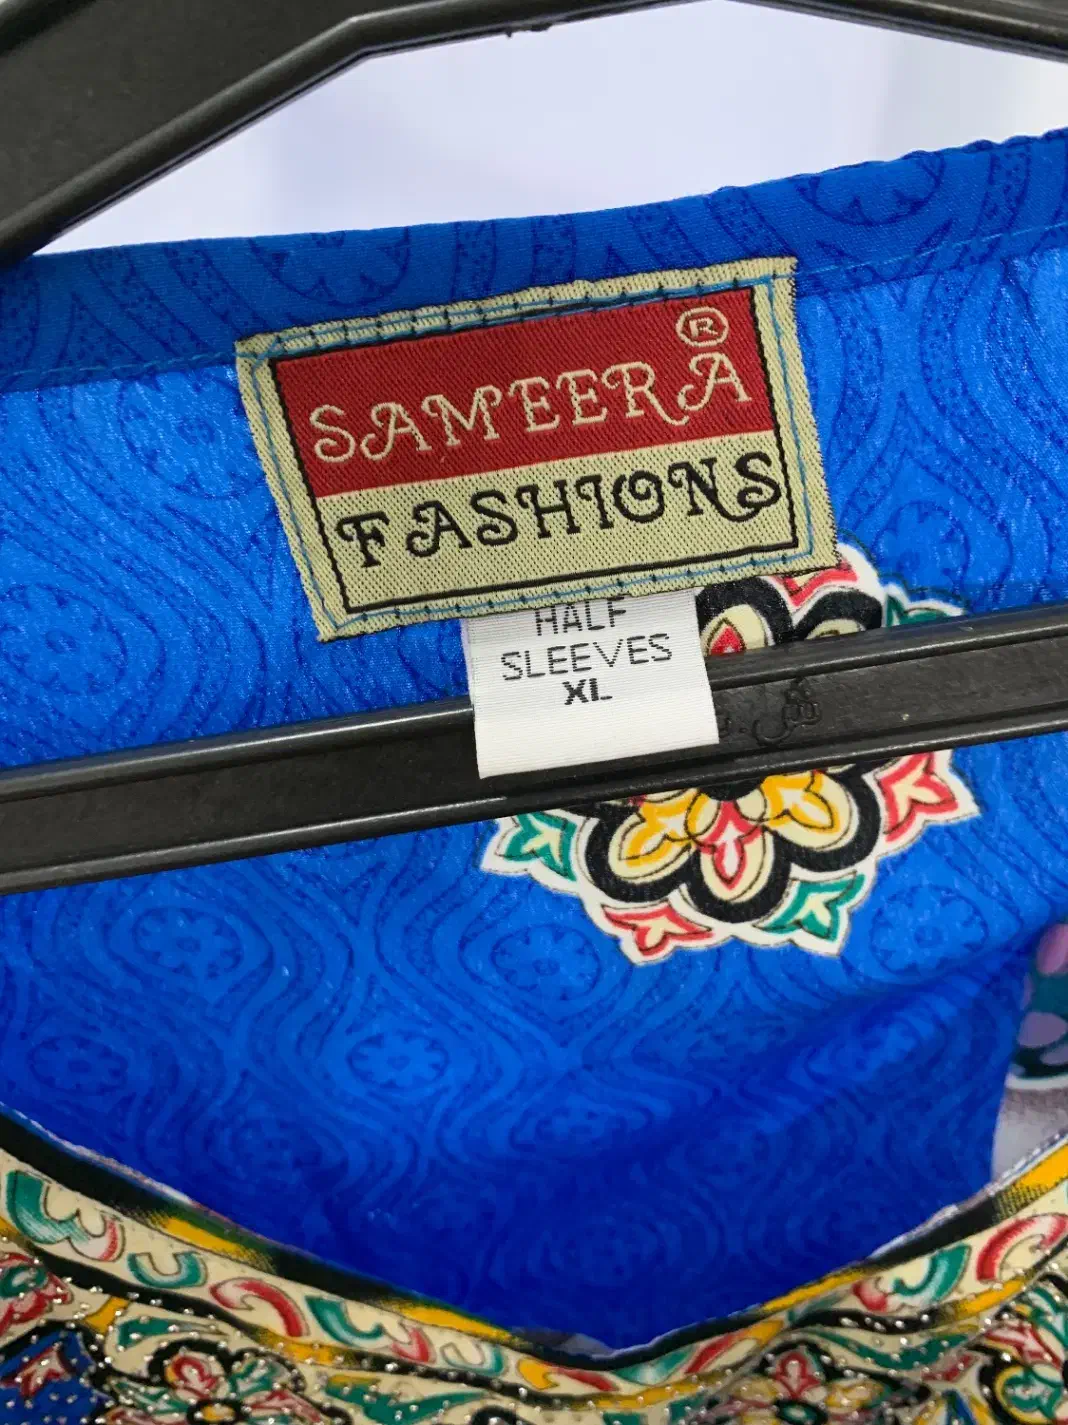 ®
SAMEERA
FASHIONS
HALF
SLEEVES
XL